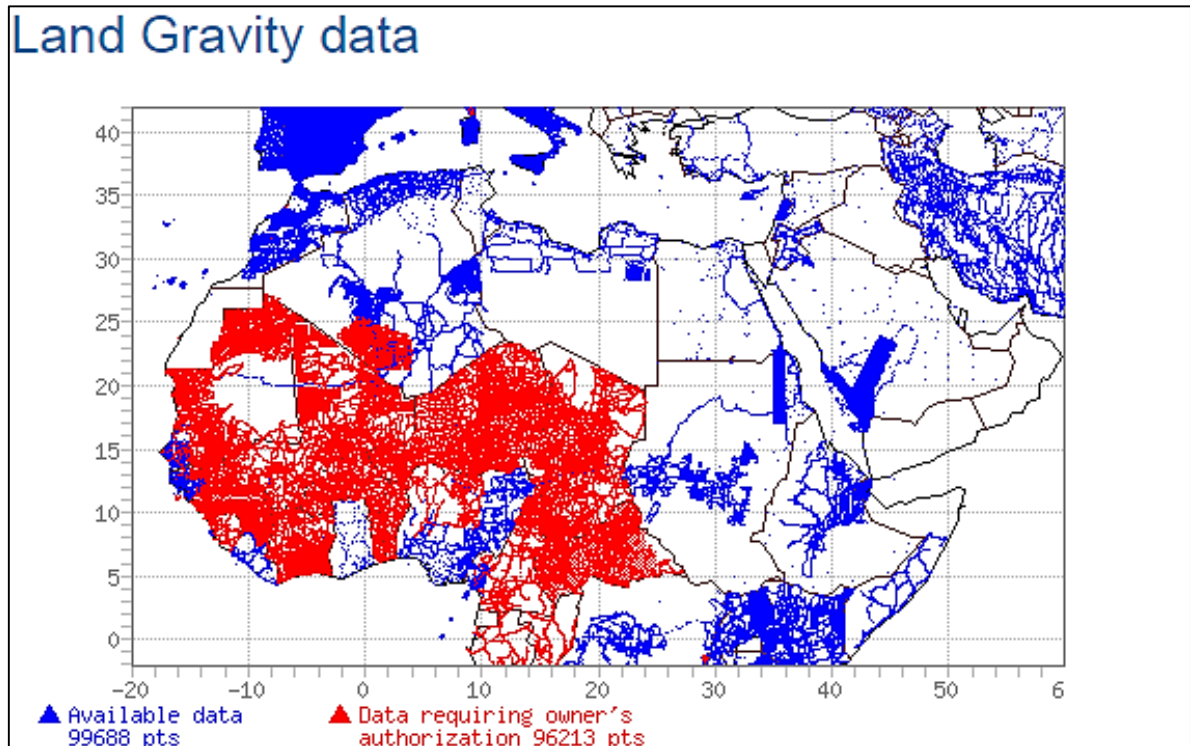 Land Gravity data
40
35
30
25
20
15
10
5
0
-20 -10 0 10 20 30 40 50 6
Available data
99688 pts
Data requiring owner's
authorization 96213 pts